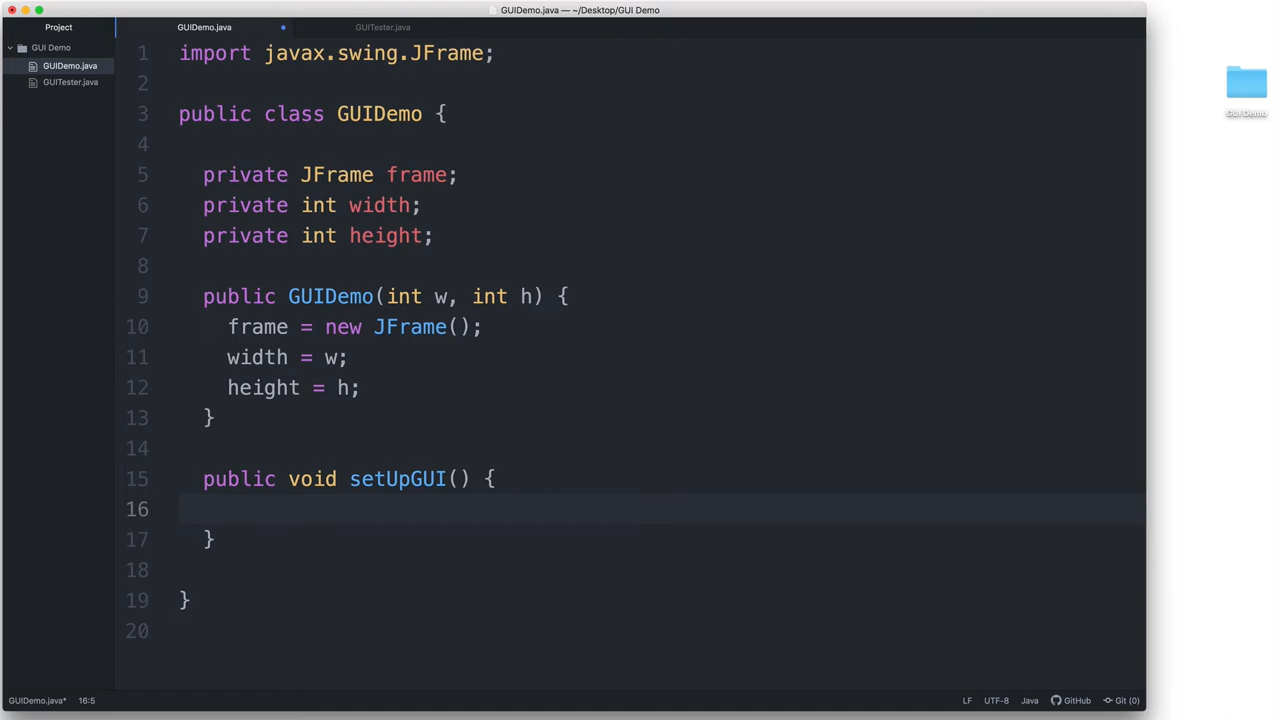 GUIDemo.java — ~/Desktop/GUI Demo
Project
GUIDemo.java
GUITester.java
GUI Demo
GUIDemo.java
GUITester.java
1 import javax.swing.JFrame;
2
3 public class GUIDemo {
4
5 private JFrame frame;
6 private int width;
7 private int height;
8
9 public GUIDemo(int w, int h) {
10 frame = new JFrame();
11 width = w;
12 height = h;
13 }
14
15 public void setUpGUI() {
16
17 }
18
19 }
20
GUIDemo.java* 16:5
LF UTF-8 Java GitHub Git (0)
GUI Demo